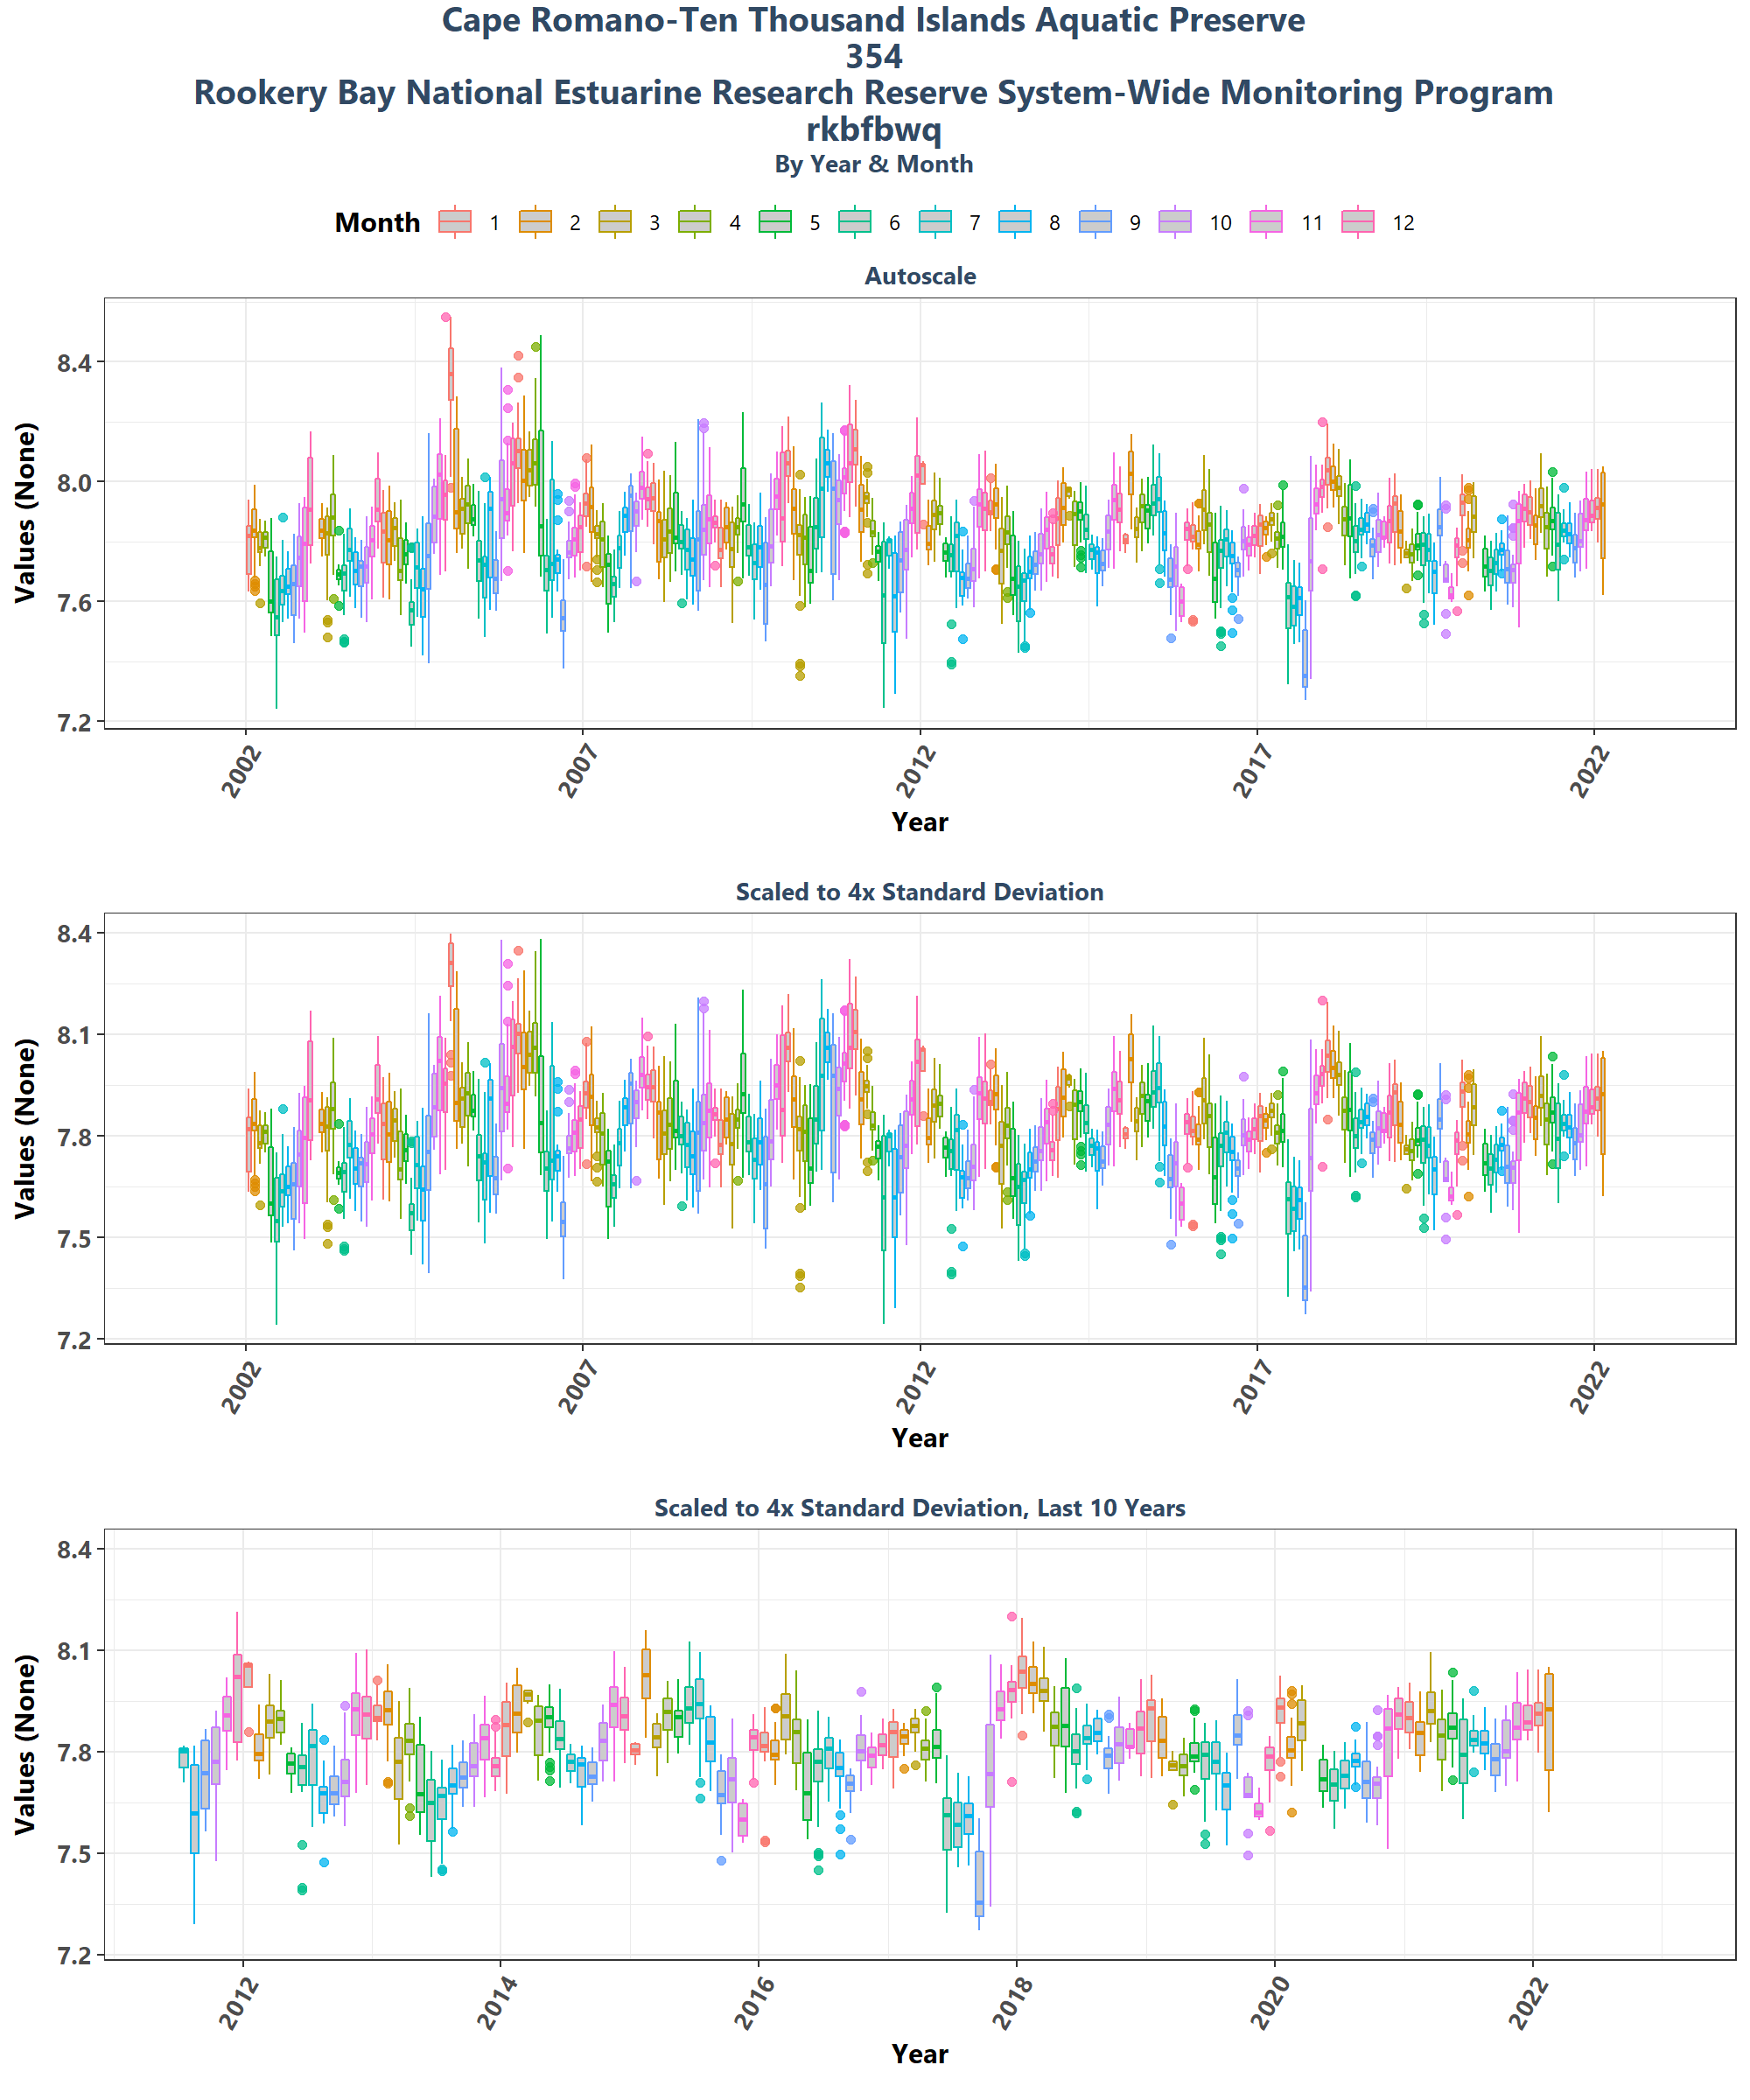 Cape Romano-Ten Thousand Islands Aquatic Preserve
354
Rookery Bay National Estuarine Research Reserve System-Wide Monitoring Program
rkbfbwq
By Year & Month
Month 1 2 3 4 5 6 7 8 9 10 11 12
Autoscale
Values (None)
8.4
8.0
7.6
7.2
2002 2007 2012 2017 2022
Year
Scaled to 4x Standard Deviation
Values (None)
8.4
8.1
7.8
7.5
7.2
2002 2007 2012 2017 2022
Year
Scaled to 4x Standard Deviation, Last 10 Years
Values (None)
8.4
8.1
7.8
7.5
7.2
2012 2014 2016 2018 2020 2022
Year